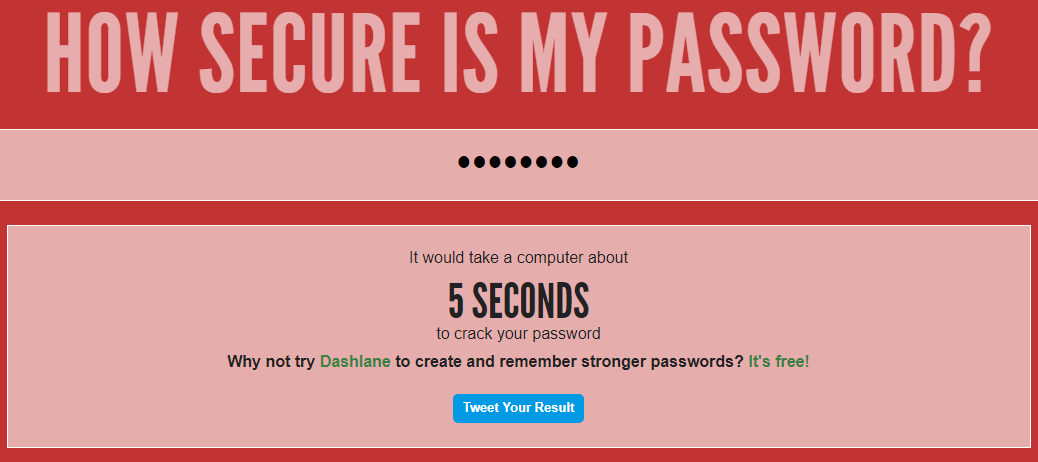 HOW SECURE IS MY PASSWORD?
••••••••
It would take a computer about
5 SECONDS
to crack your password
Why not try Dashlane to create and remember stronger passwords? It's free!
Tweet Your Result